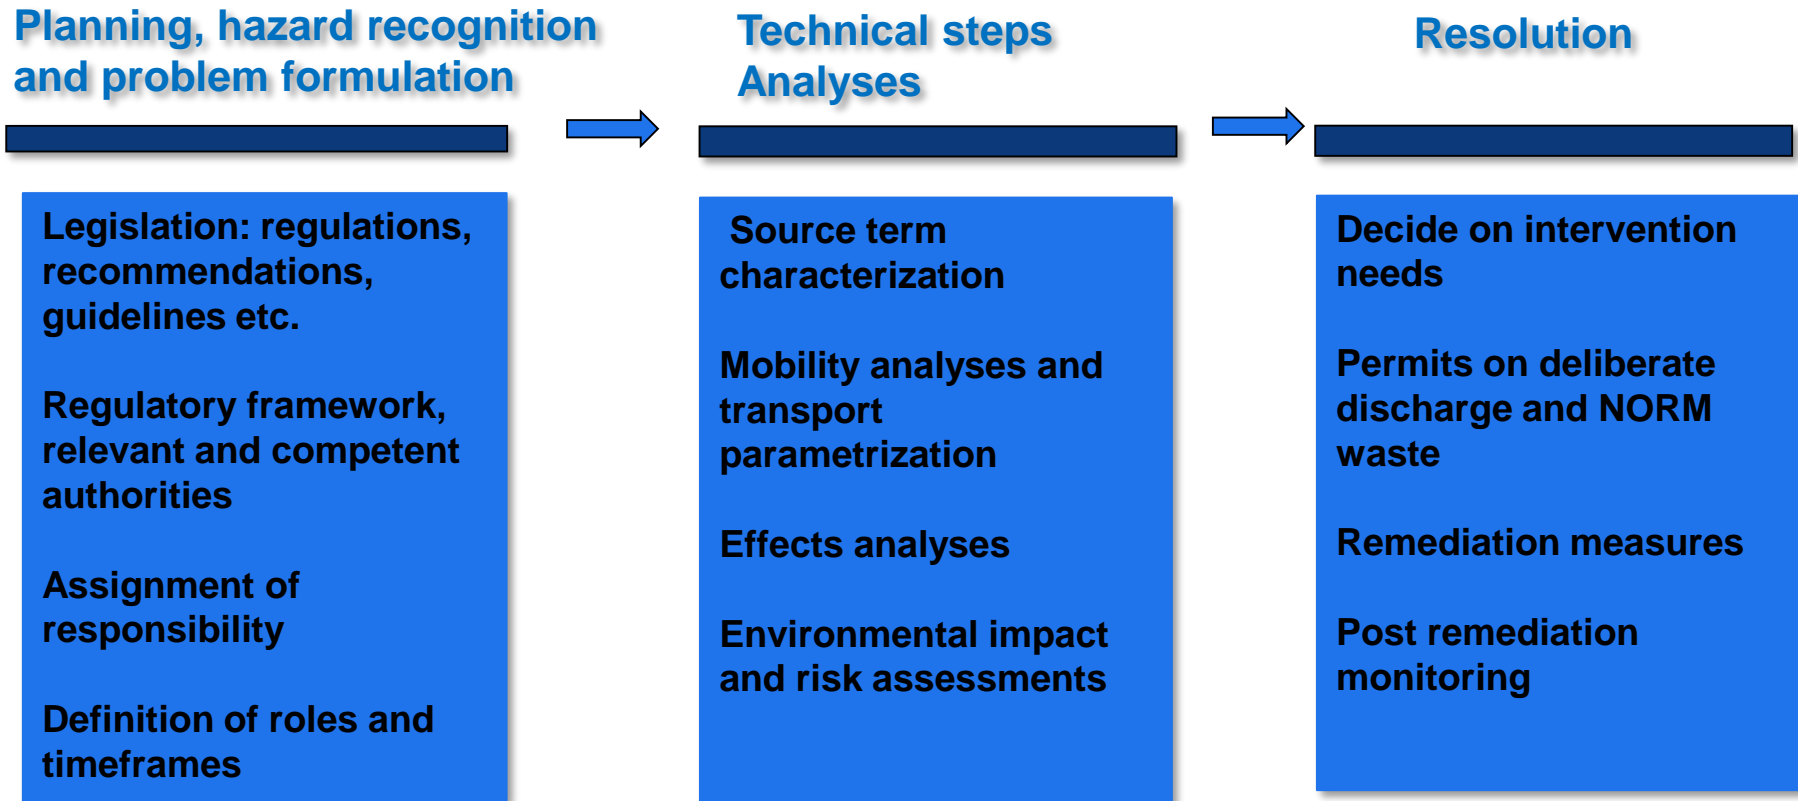 Planning, hazard recognition
and problem formulation
Legislation: regulations,
recommendations,
guidelines etc.
Regulatory framework,
relevant and competent
authorities
Assignment of
responsibility
Definition of roles and
timeframes
Technical steps
Analyses
Source term
characterization
Mobility analyses and
transport
parametrization
Effects analyses
Environmental impact
and risk assessments
Resolution
Decide on intervention
needs
Permits on deliberate
discharge and NORM
waste
Remediation measures
Post remediation
monitoring